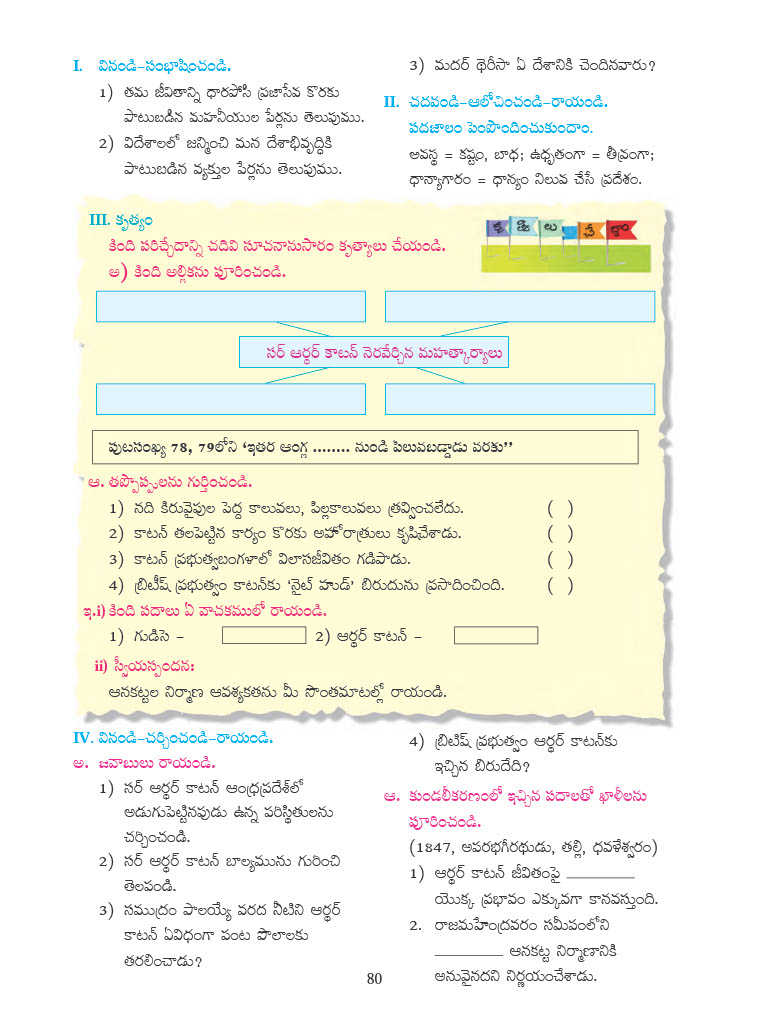 I. వినండి–సంభాషించండి.
1) తమ జీవితాన్ని ధారపోసి ప్రజాసేవ కొరకు
పాటుబడిన మహనీయుల పేర్లను తెలుపుము.
2) విదేశాలలో జన్మించి మన దేశాభివృద్ధికి
పాటుబడిన వ్యక్తుల పేర్లను తెలుపుము.
3) మదర్ థెరీసా ఏ దేశానికి చెందినవారు?
II. చదవండి–ఆలోచించండి–రాయండి.
పదజాలం పెంపొందించుకుందాం.
అవస్థ = కష్టం, బాధ; ఉధృతంగా = తీవ్రంగా;
ధాన్యాగారం = ధాన్యం నిలువ చేసే ప్రదేశం.
III. కృత్యం
కింది పరిచ్ఛేదాన్ని చదివి సూచనానుసారం కృత్యాలు చేయండి.
కృ త్యా లు చే ద్దాం
అ) కింది అల్లికను పూరించండి.
సర్ ఆర్థర్ కాటన్ నెరవేర్చిన మహత్కార్యాలు
పుటసంఖ్య 78, 79లోని ‘ఇతర ఆంగ్ల ........ నుండి పిలువబడ్డాడు వరకు’’
ఆ. తప్పొప్పులను గుర్తించండి.
1) నది కిరువైపుల పెద్ద కాలువలు, పిల్లకాలువలు త్రవ్వించలేదు. ( )
2) కాటన్ తలపెట్టిన కార్యం కొరకు అహోరాత్రులు కృషిచేశాడు. ( )
3) కాటన్ ప్రభుత్వబంగళాలో విలాసజీవితం గడిపాడు. ( )
4) బ్రిటీష్ ప్రభుత్వం కాటన్‌కు ‘నైట్ హుడ్’ బిరుదును ప్రసాదించింది. ( )
ఇ.i) కింది పదాలు ఏ వాచకములో రాయండి.
1) గుడిసె – 2) ఆర్థర్ కాటన్ –
ii) స్వీయస్పందన:
ఆనకట్టల నిర్మాణ ఆవశ్యకతను మీ సొంతమాటల్లో రాయండి.
IV. వినండి–చర్చించండి–రాయండి.
అ. జవాబులు రాయండి.
1) సర్ ఆర్థర్ కాటన్ ఆంధ్రప్రదేశ్‌లో
అడుగుపెట్టినపుడు ఉన్న పరిస్థితులను
చర్చించండి.
2) సర్ ఆర్థర్ కాటన్ బాల్యమును గురించి
తెలపండి.
3) సముద్రం పాలయ్యే వరద నీటిని ఆర్థర్
కాటన్ ఏవిధంగా పంట పొలాలకు
తరలించాడు?
4) బ్రిటిష్ ప్రభుత్వం ఆర్థర్ కాటన్‌కు
ఇచ్చిన బిరుదేది?
ఆ. కుండలీకరణంలో ఇచ్చిన పదాలతో ఖాళీలను
పూరించండి.
(1847, అపరభగీరథుడు, తల్లి, ధవళేశ్వరం)
1) ఆర్థర్ కాటన్ జీవితంపై __________
యొక్క ప్రభావం ఎక్కువగా కానవస్తుంది.
2. రాజమహేంద్రవరం సమీపంలోని
__________ ఆనకట్ట నిర్మాణానికి
అనువైనదని నిర్ణయంచేశాడు.
80